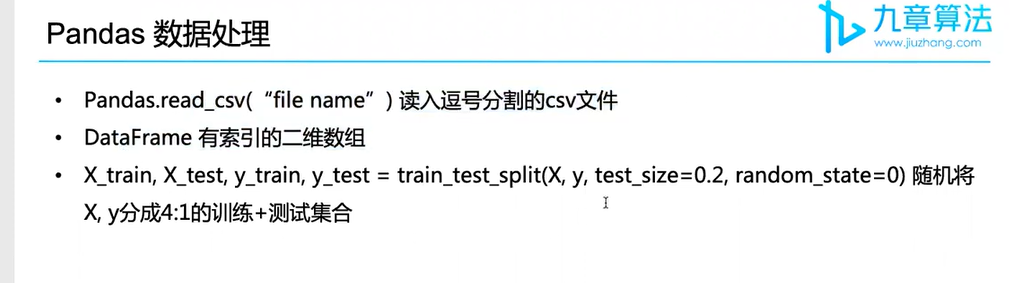 Pandas 数据处理
九章算法
www.jiuzhang.com
• Pandas.read_csv(“file name”) 读入逗号分割的csv文件
• DataFrame 有索引的二维数组
• X_train, X_test, y_train, y_test = train_test_split(X, y, test_size=0.2, random_state=0) 随机将
X, y分成4:1的训练+测试集合